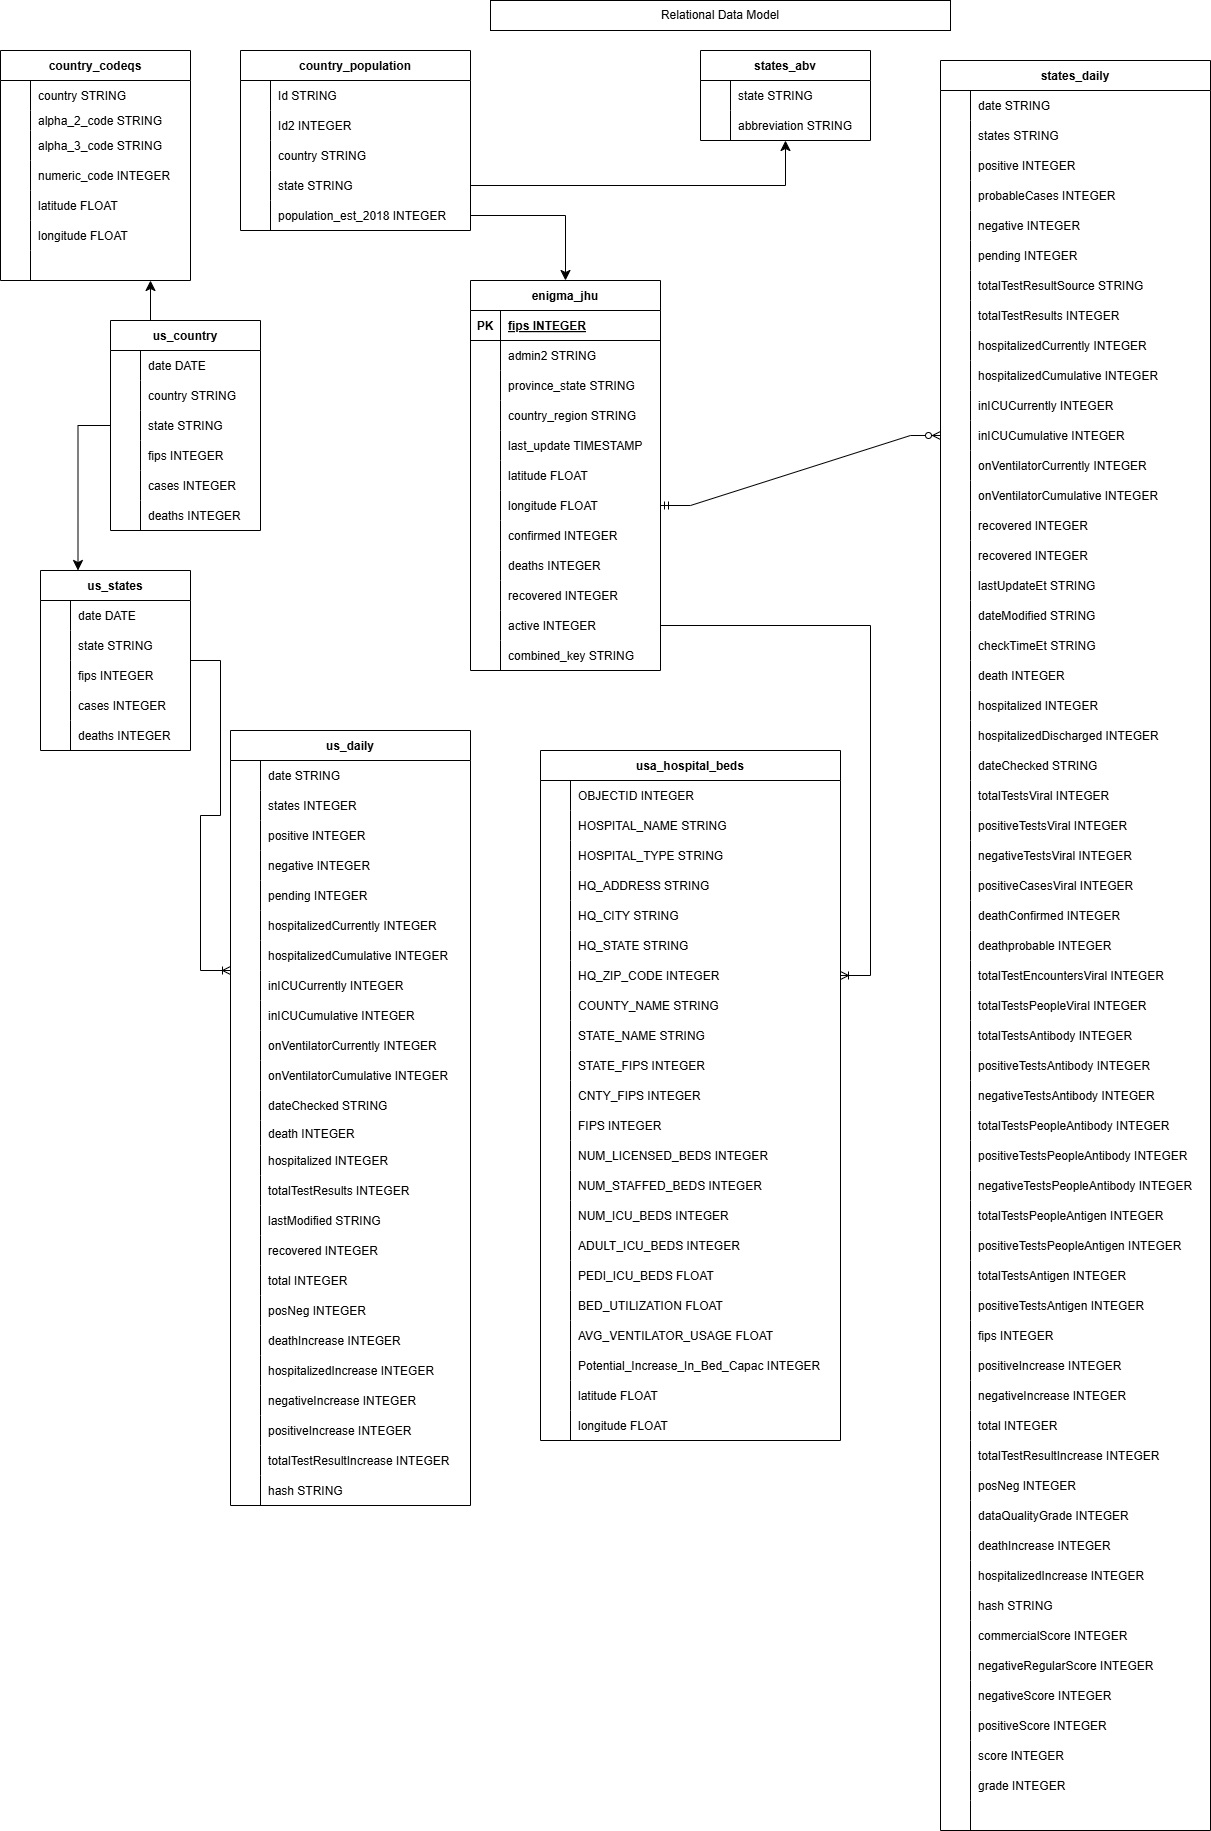 Relational Data Model
country_codeqs
country STRING
alpha_2_code STRING
alpha_3_code STRING
numeric_code INTEGER
latitude FLOAT
longitude FLOAT
country_population
Id STRING
Id2 INTEGER
country STRING
state STRING
population_est_2018 INTEGER
states_abv
state STRING
abbreviation STRING
us_country
date DATE
country STRING
state STRING
fips INTEGER
cases INTEGER
deaths INTEGER
enigma_jhu
PK fips INTEGER
admin2 STRING
province_state STRING
country_region STRING
last_update TIMESTAMP
latitude FLOAT
longitude FLOAT
confirmed INTEGER
deaths INTEGER
recovered INTEGER
active INTEGER
combined_key STRING
us_states
date DATE
state STRING
fips INTEGER
cases INTEGER
deaths INTEGER
us_daily
date STRING
states INTEGER
positive INTEGER
negative INTEGER
pending INTEGER
hospitalizedCurrently INTEGER
hospitalizedCumulative INTEGER
inICUCurrently INTEGER
inICUCumulative INTEGER
onVentilatorCurrently INTEGER
onVentilatorCumulative INTEGER
dateChecked STRING
death INTEGER
hospitalized INTEGER
totalTestResults INTEGER
lastModified STRING
recovered INTEGER
total INTEGER
posNeg INTEGER
deathIncrease INTEGER
hospitalizedIncrease INTEGER
negativeIncrease INTEGER
positiveIncrease INTEGER
totalTestResultIncrease INTEGER
hash STRING
usa_hospital_beds
OBJECTID INTEGER
HOSPITAL_NAME STRING
HOSPITAL_TYPE STRING
HQ_ADDRESS STRING
HQ_CITY STRING
HQ_STATE STRING
HQ_ZIP_CODE INTEGER
COUNTY_NAME STRING
STATE_NAME STRING
STATE_FIPS INTEGER
CNTY_FIPS INTEGER
FIPS INTEGER
NUM_LICENSED_BEDS INTEGER
NUM_STAFFED_BEDS INTEGER
NUM_ICU_BEDS INTEGER
ADULT_ICU_BEDS INTEGER
PEDI_ICU_BEDS FLOAT
BED_UTILIZATION FLOAT
AVG_VENTILATOR_USAGE FLOAT
Potential_Increase_In_Bed_Capac INTEGER
latitude FLOAT
longitude FLOAT
states_daily
date STRING
states STRING
positive INTEGER
probableCases INTEGER
negative INTEGER
pending INTEGER
totalTestResultSource STRING
totalTestResults INTEGER
hospitalizedCurrently INTEGER
hospitalizedCumulative INTEGER
inICUCurrently INTEGER
inICUCumulative INTEGER
onVentilatorCurrently INTEGER
onVentilatorCumulative INTEGER
recovered INTEGER
recovered INTEGER
lastUpdateEt STRING
dateModified STRING
checkTimeEt STRING
death INTEGER
hospitalized INTEGER
hospitalizedDischarged INTEGER
dateChecked STRING
totalTestsViral INTEGER
positiveTestsViral INTEGER
negativeTestsViral INTEGER
positiveCasesViral INTEGER
deathConfirmed INTEGER
deathprobable INTEGER
totalTestEncountersViral INTEGER
totalTestsPeopleViral INTEGER
totalTestsAntibody INTEGER
positiveTestsAntibody INTEGER
negativeTestsAntibody INTEGER
totalTestsPeopleAntibody INTEGER
positiveTestsPeopleAntibody INTEGER
negativeTestsPeopleAntibody INTEGER
totalTestsPeopleAntigen INTEGER
positiveTestsPeopleAntigen INTEGER
totalTestsAntigen INTEGER
positiveTestsAntigen INTEGER
fips INTEGER
positiveIncrease INTEGER
negativeIncrease INTEGER
total INTEGER
totalTestResultIncrease INTEGER
posNeg INTEGER
dataQualityGrade INTEGER
deathIncrease INTEGER
hospitalizedIncrease INTEGER
hash STRING
commercialScore INTEGER
negativeRegularScore INTEGER
negativeScore INTEGER
positiveScore INTEGER
score INTEGER
grade INTEGER